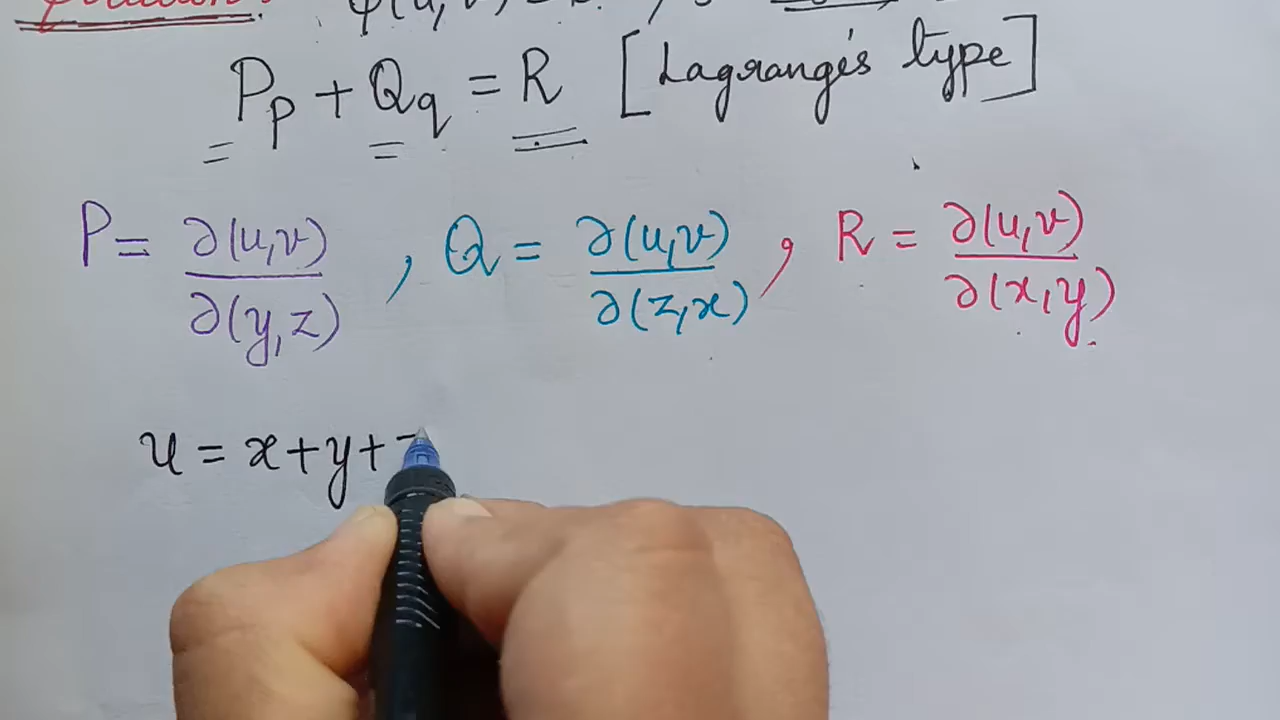 φ(u,v)
Pp + Qq = R [Lagrange's type]
P = ∂(u,v)/∂(y,z) , Q = ∂(u,v)/∂(z,x) , R = ∂(u,v)/∂(x,y)
u = x+y+